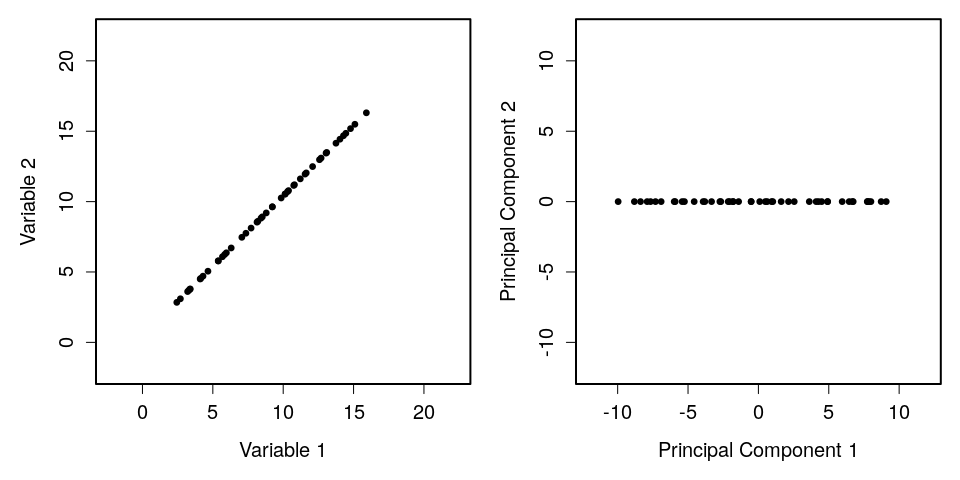 20
15
10
5
0
Variable 2
0 5 10 15 20
Variable 1
10
5
0
-5
-10
Principal Component 2
-10 -5 0 5 10
Principal Component 1